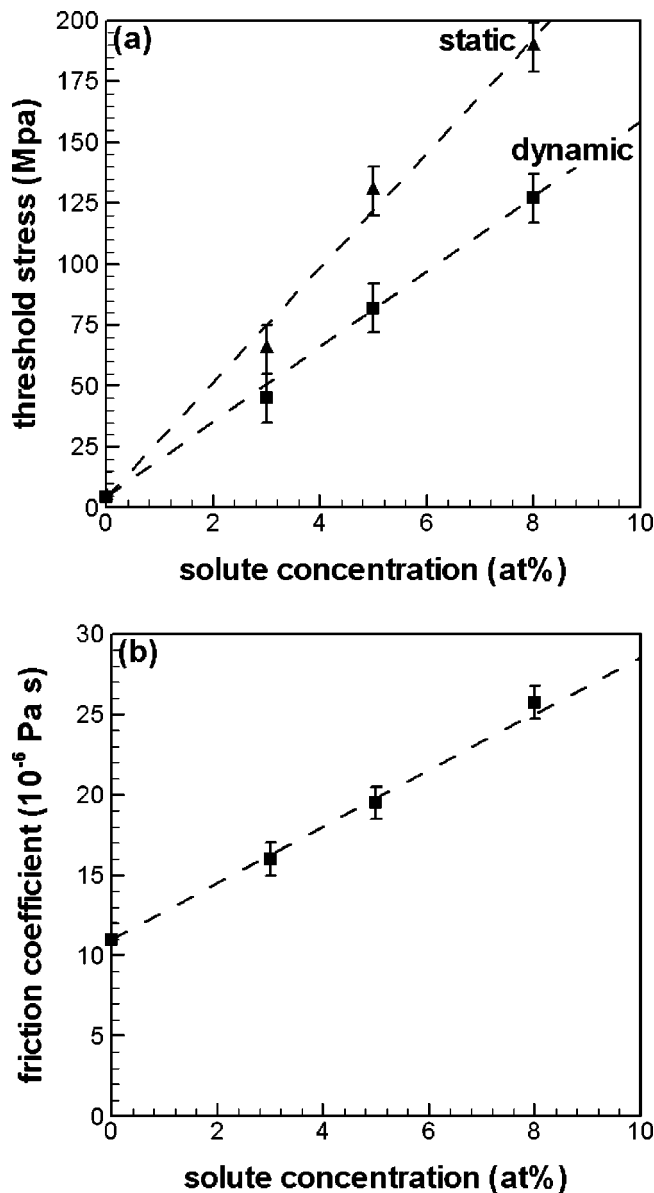 (a)
static
dynamic
200
175
150
125
100
75
50
25
0
0 2 4 6 8 10
threshold stress (Mpa)
solute concentration (at%)
(b)
30
25
20
15
10
5
0
0 2 4 6 8 10
friction coefficient (10⁻⁶ Pa s)
solute concentration (at%)